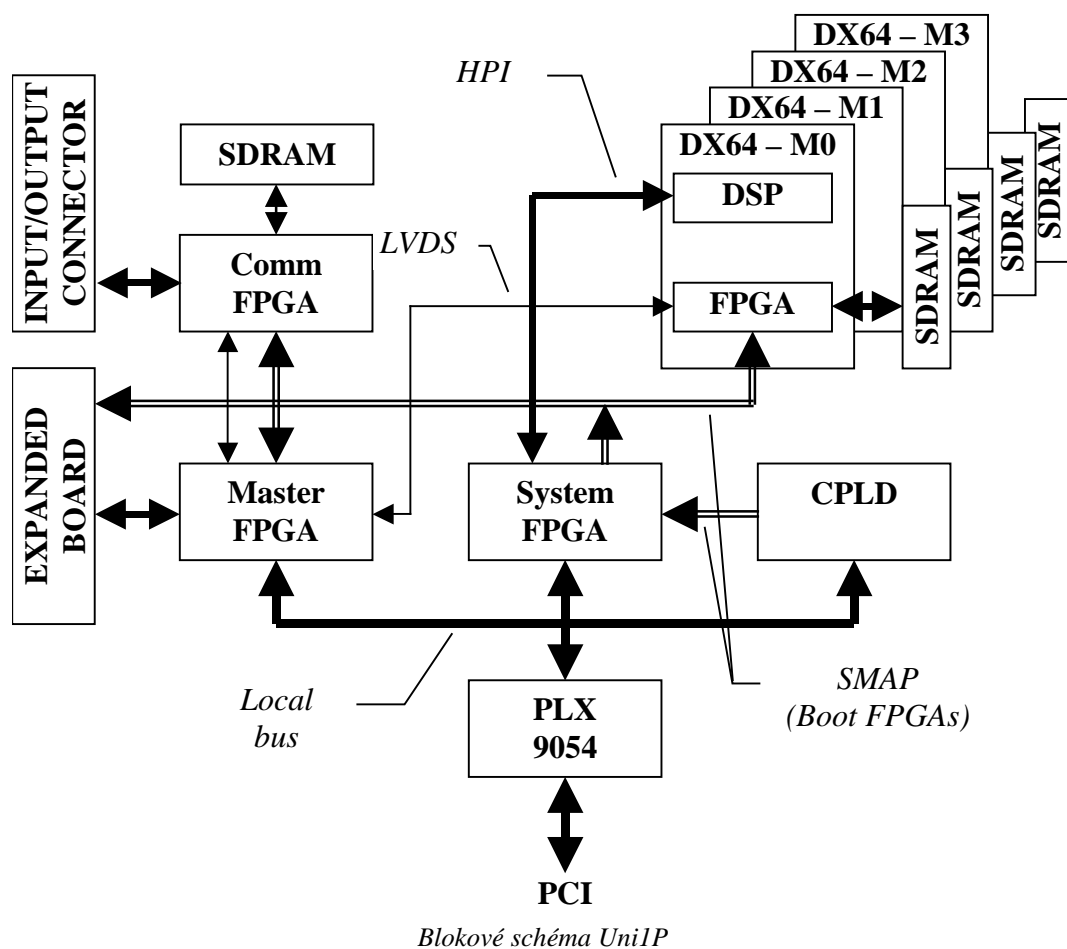 DX64 – M3
DX64 – M2
DX64 – M1
DX64 – M0
HPI
INPUT/OUTPUT
CONNECTOR
SDRAM
DSP
LVDS
Comm
FPGA
FPGA
SDRAM
SDRAM
SDRAM
SDRAM
EXPANDED
BOARD
Master
FPGA
System
FPGA
CPLD
Local
bus
SMAP
(Boot FPGAs)
PLX
9054
PCI
Blokové schéma Uni1P